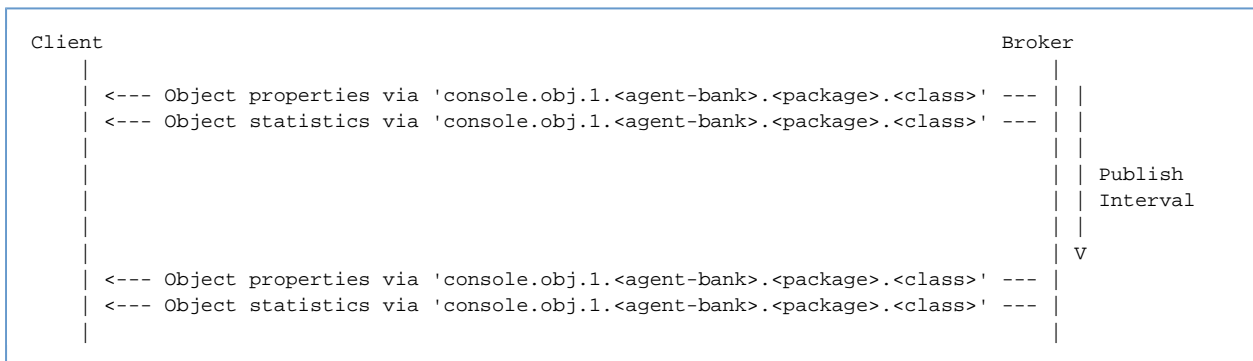 Client                                                                      Broker
    |                                                                          |
    | <--- Object properties via 'console.obj.1.<agent-bank>.<package>.<class>' --- | |
    | <--- Object statistics via 'console.obj.1.<agent-bank>.<package>.<class>' --- | |
    |                                                                          | |
    |                                                                          | | Publish
    |                                                                          | | Interval
    |                                                                          | |
    |                                                                          | V
    | <--- Object properties via 'console.obj.1.<agent-bank>.<package>.<class>' --- |
    | <--- Object statistics via 'console.obj.1.<agent-bank>.<package>.<class>' --- |
    |                                                                          |